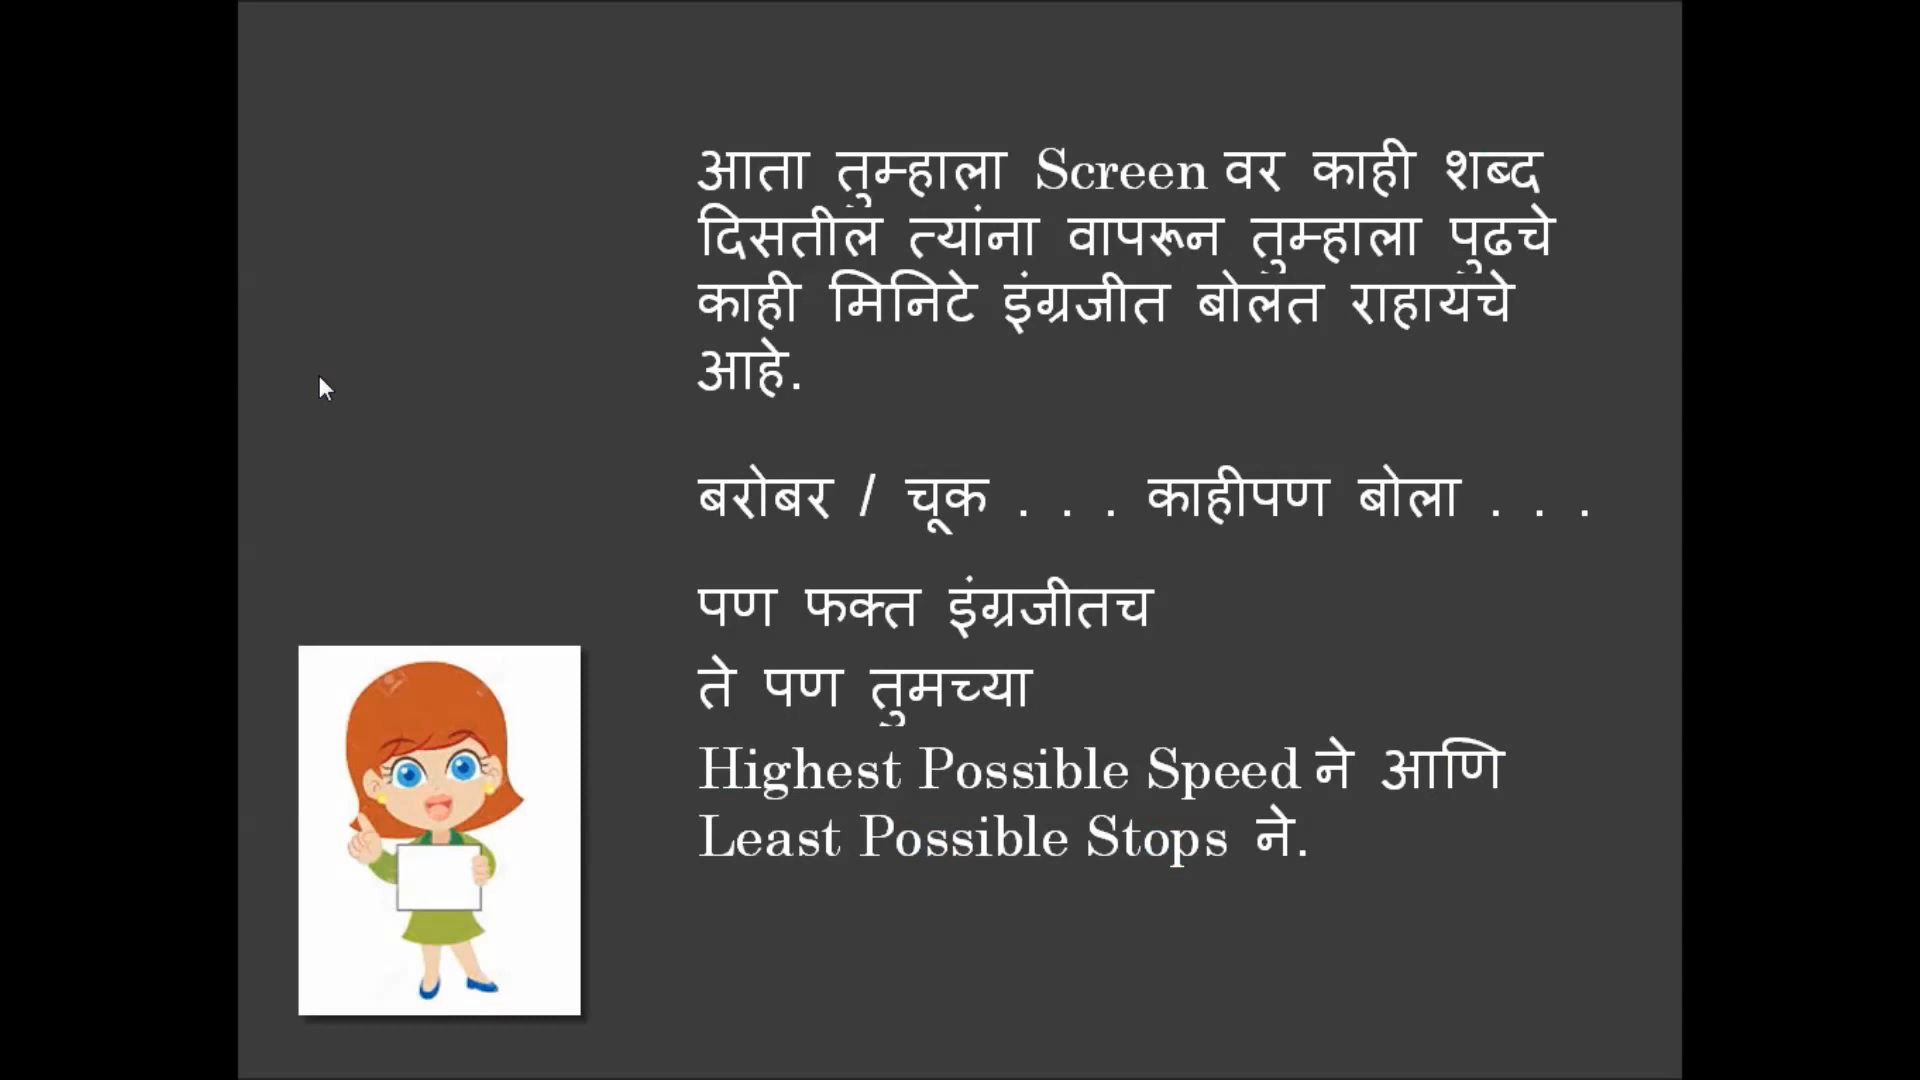 आता तुम्हाला Screen वर काही शब्द
दिसतील त्यांना वापरून तुम्हाला पुढचे
काही मिनिटे इंग्रजीत बोलत राहायचे
आहे.
बरोबर / चूक . . . काहीपण बोला . . .
पण फक्त इंग्रजीतच
ते पण तुमच्या
Highest Possible Speed ने आणि
Least Possible Stops ने.